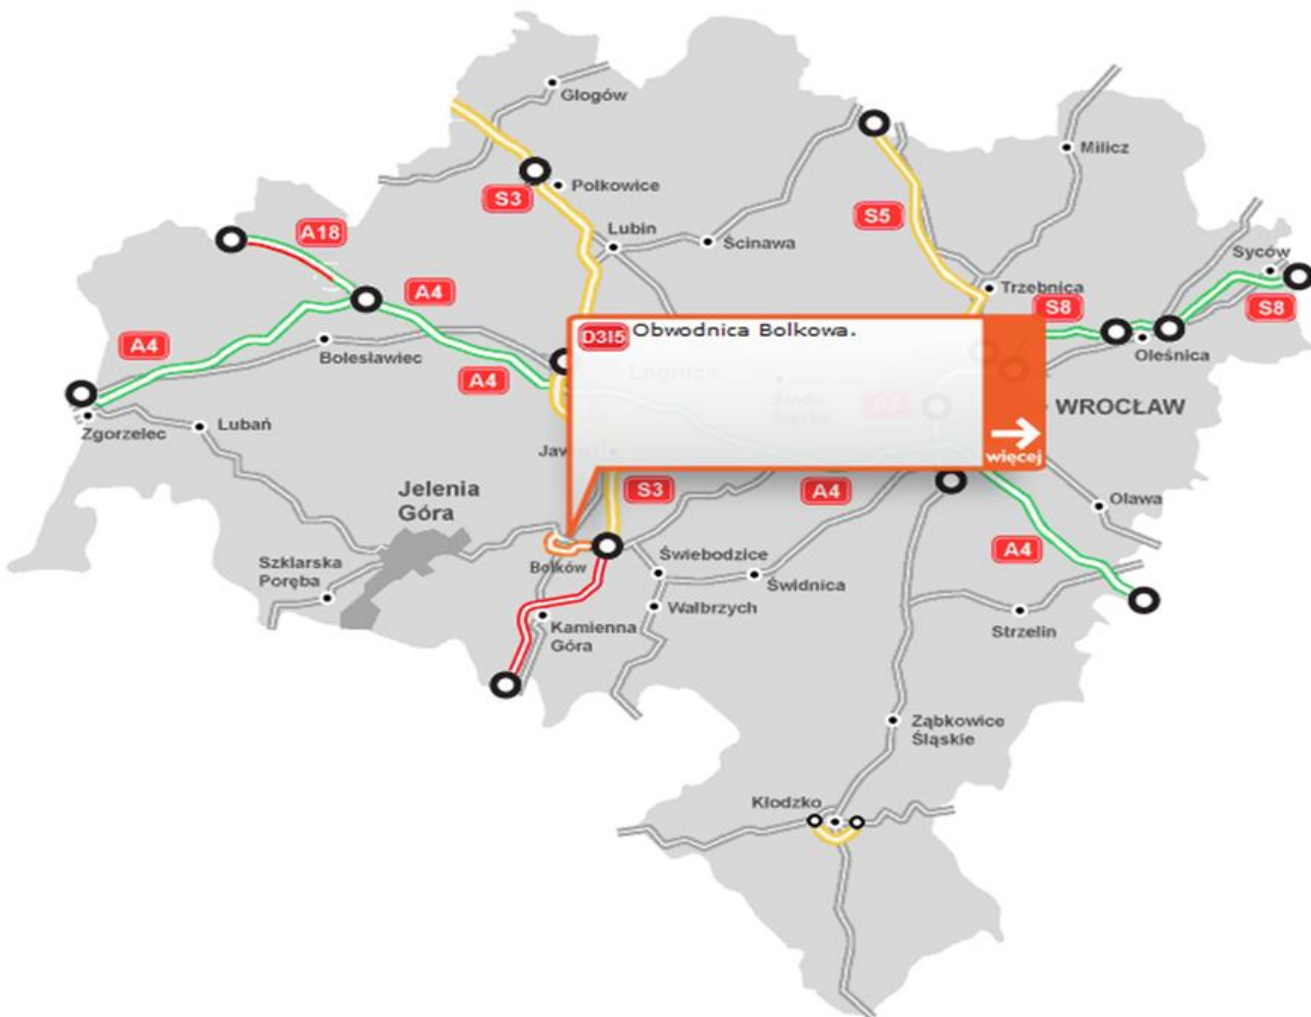 Głogów
Milicz
Polkowice
S3
S5
A18
Lubin
Ścinawa
Syców
Trzebnica
A4
S8
S8
D3I5 Obwodnica Bolkowa.
A4
Bolesławiec
Oleśnica
Legnica
A4
WROCŁAW
Lubań
Zgorzelec
więcej
Jelenia
Góra
S3
A4
Oława
A4
Świebodzice
Szklarska
Poręba
Bolków
Świdnica
Wałbrzych
Kamienna
Góra
Strzelin
Ząbkowice
Śląskie
Kłodzko